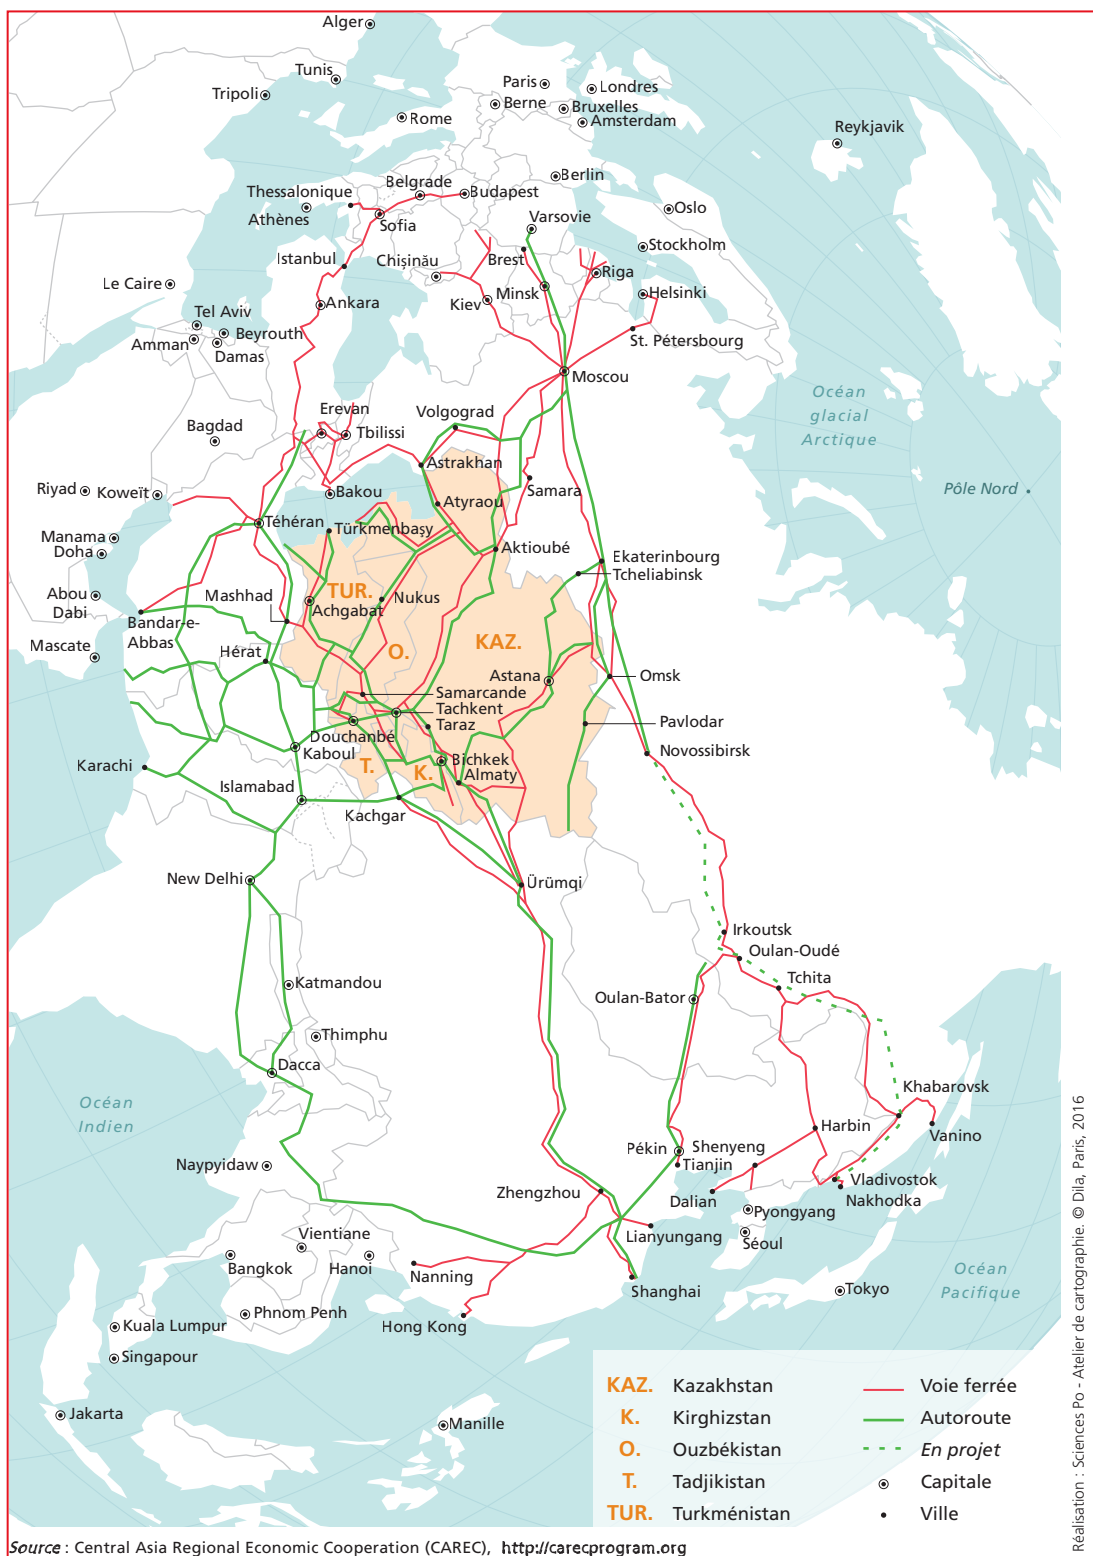 Alger
Tunis
Tripoli
Rome
Paris
Londres
Berne
Bruxelles
Amsterdam
Reykjavik
Berlin
Belgrade
Budapest
Thessalonique
Athènes
Sofia
Varsovie
Oslo
Stockholm
Istanbul
Chișinău
Brest
Riga
Le Caire
Ankara
Kiev
Minsk
Helsinki
Tel Aviv
Beyrouth
Amman
Damas
St. Pétersbourg
Moscou
Océan
glacial
Arctique
Erevan
Volgograd
Bagdad
Tbilissi
Astrakhan
Riyad
Koweït
Bakou
Atyraou
Samara
Pôle Nord
Téhéran
Türkmenbaşy
Manama
Doha
Aktioubé
Ekaterinbourg
Tcheliabinsk
Abou
Dabi
Mashhad
TUR.
Nukus
Achgabat
Bandar-e-
Abbas
Mascate
Hérat
O.
KAZ.
Astana
Omsk
Samarcande
Tachkent
Taraz
Pavlodar
Douchanbé
Kaboul
Novossibirsk
Karachi
T.
K.
Bichkek
Almaty
Islamabad
Kachgar
New Delhi
Ürümqi
Irkoutsk
Oulan-Oudé
Tchita
Katmandou
Oulan-Bator
Thimphu
Dacca
Océan
Indien
Khabarovsk
Harbin
Vanino
Pékin
Shenyeng
Tianjin
Naypyidaw
Vladivostok
Nakhodka
Zhengzhou
Dalian
Pyongyang
Lianyungang
Séoul
Vientiane
Bangkok
Hanoi
Nanning
Shanghai
Tokyo
Océan
Pacifique
Phnom Penh
Kuala Lumpur
Hong Kong
Singapour
Jakarta
Manille
KAZ. Kazakhstan
K. Kirghizstan
O. Ouzbékistan
T. Tadjikistan
TUR. Turkménistan
Voie ferrée
Autoroute
En projet
Capitale
Ville
Réalisation : Sciences Po - Atelier de cartographie. © Dila, Paris, 2016
Source : Central Asia Regional Economic Cooperation (CAREC), http://carecprogram.org